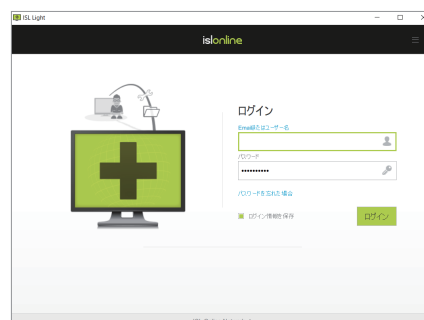 ISL Light
islonline
ログイン
Emailまたはユーザー名
パスワード
••••••••••
パスワードを忘れた場合
ログイン情報を保存
ログイン